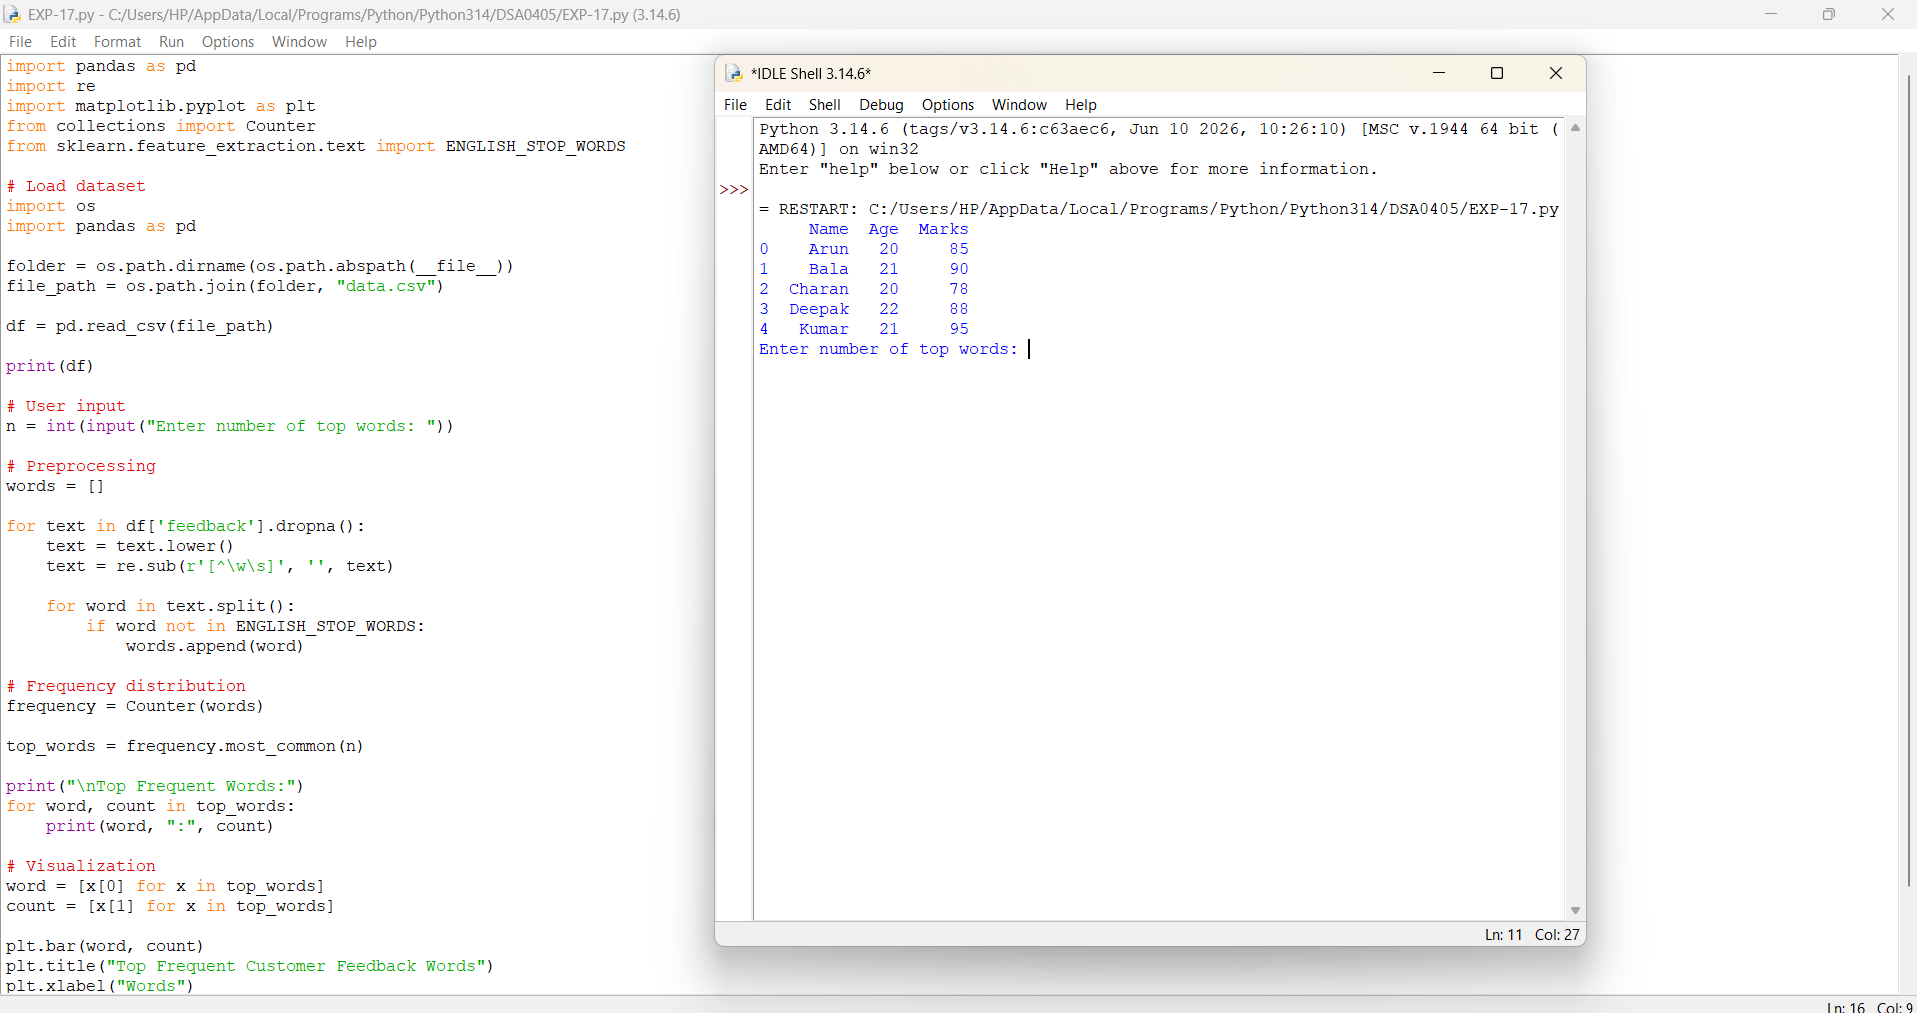 EXP-17.py - C:/Users/HP/AppData/Local/Programs/Python/Python314/DSA0405/EXP-17.py (3.14.6)
File Edit Format Run Options Window Help
import pandas as pd
import re
import matplotlib.pyplot as plt
from collections import Counter
from sklearn.feature_extraction.text import ENGLISH_STOP_WORDS

# Load dataset
import os
import pandas as pd

folder = os.path.dirname(os.path.abspath(__file__))
file_path = os.path.join(folder, "data.csv")

df = pd.read_csv(file_path)

print(df)

# User input
n = int(input("Enter number of top words: "))

# Preprocessing
words = []

for text in df['feedback'].dropna():
    text = text.lower()
    text = re.sub(r'[^\w\s]', '', text)

    for word in text.split():
        if word not in ENGLISH_STOP_WORDS:
            words.append(word)

# Frequency distribution
frequency = Counter(words)

top_words = frequency.most_common(n)

print("\nTop Frequent Words:")
for word, count in top_words:
    print(word, ":", count)

# Visualization
word = [x[0] for x in top_words]
count = [x[1] for x in top_words]

plt.bar(word, count)
plt.title("Top Frequent Customer Feedback Words")
plt.xlabel("Words")
Ln: 16 Col: 9
*IDLE Shell 3.14.6*
File Edit Shell Debug Options Window Help
Python 3.14.6 (tags/v3.14.6:c63aec6, Jun 10 2026, 10:26:10) [MSC v.1944 64 bit (
AMD64)] on win32
Enter "help" below or click "Help" above for more information.
>>>
= RESTART: C:/Users/HP/AppData/Local/Programs/Python/Python314/DSA0405/EXP-17.py
     Name  Age  Marks
0    Arun   20     85
1    Bala   21     90
2  Charan   20     78
3  Deepak   22     88
4   Kumar   21     95
Enter number of top words:
Ln: 11 Col: 27